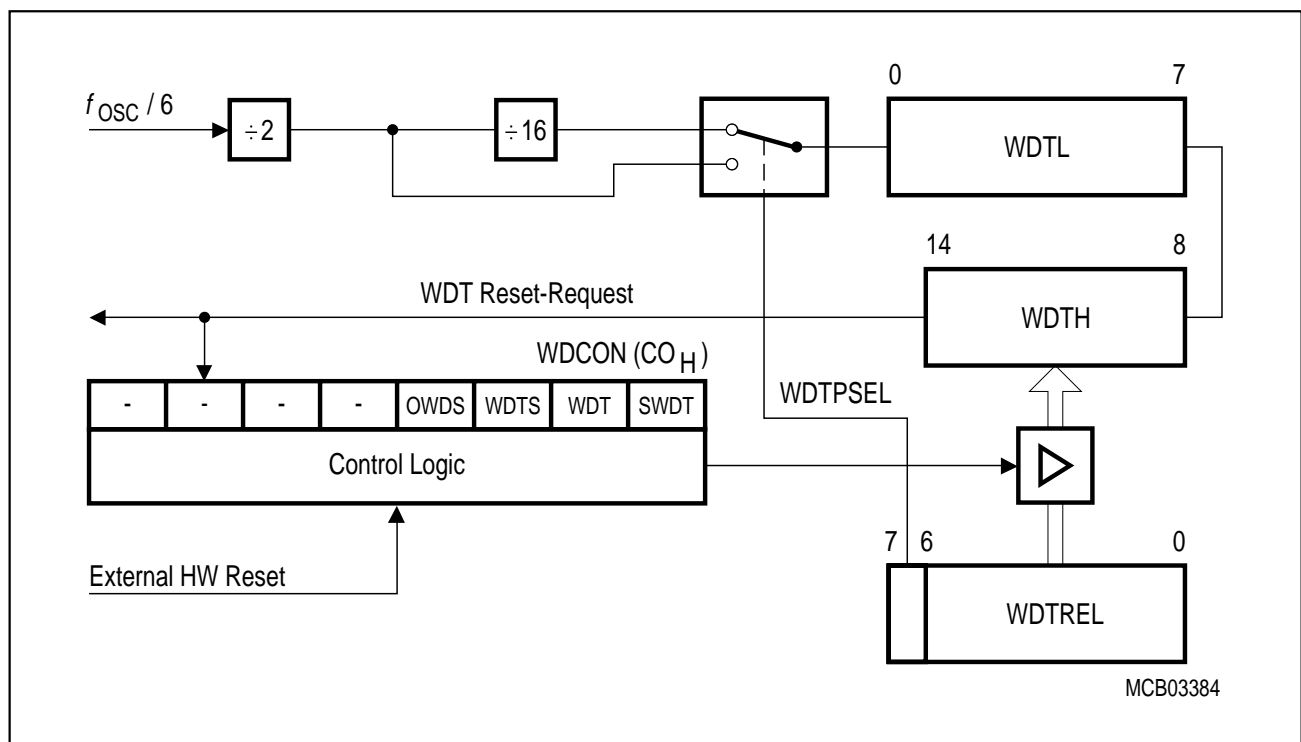 f OSC / 6
÷2
÷16
0 7
WDTL
14 8
WDTH
WDT Reset-Request
WDCON (CO H )
- - - - OWDS WDTS WDT SWDT
Control Logic
WDTPSEL
External HW Reset
7 6 0
WDTREL
MCB03384